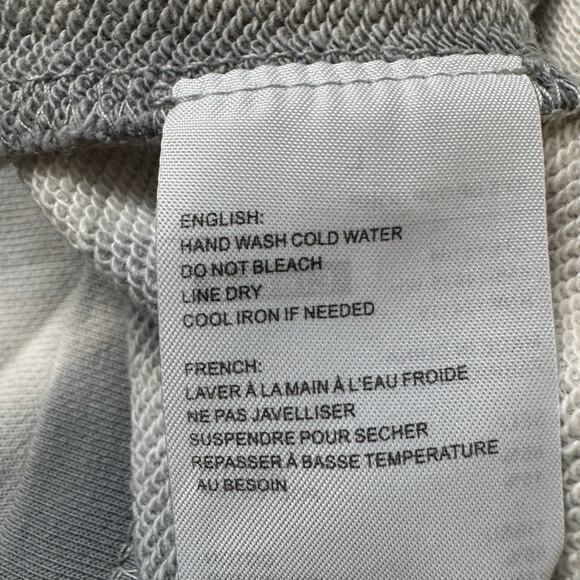 ENGLISH:
HAND WASH COLD WATER
DO NOT BLEACH
LINE DRY
COOL IRON IF NEEDED
FRENCH:
LAVER À LA MAIN À L'EAU FROIDE
NE PAS JAVELLISER
SUSPENDRE POUR SECHER
REPASSER À BASSE TEMPERATURE
AU BESOIN